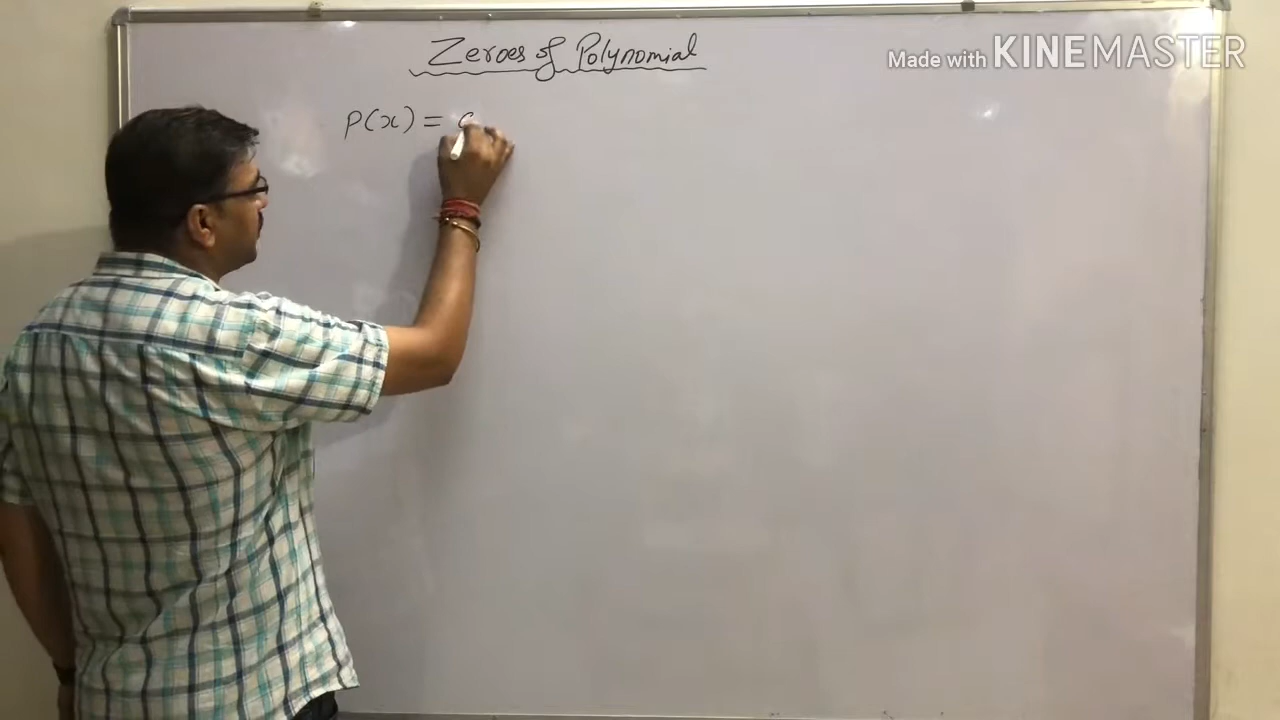 Zeroes of Polynomial
Made with KINEMASTER
P(x) =